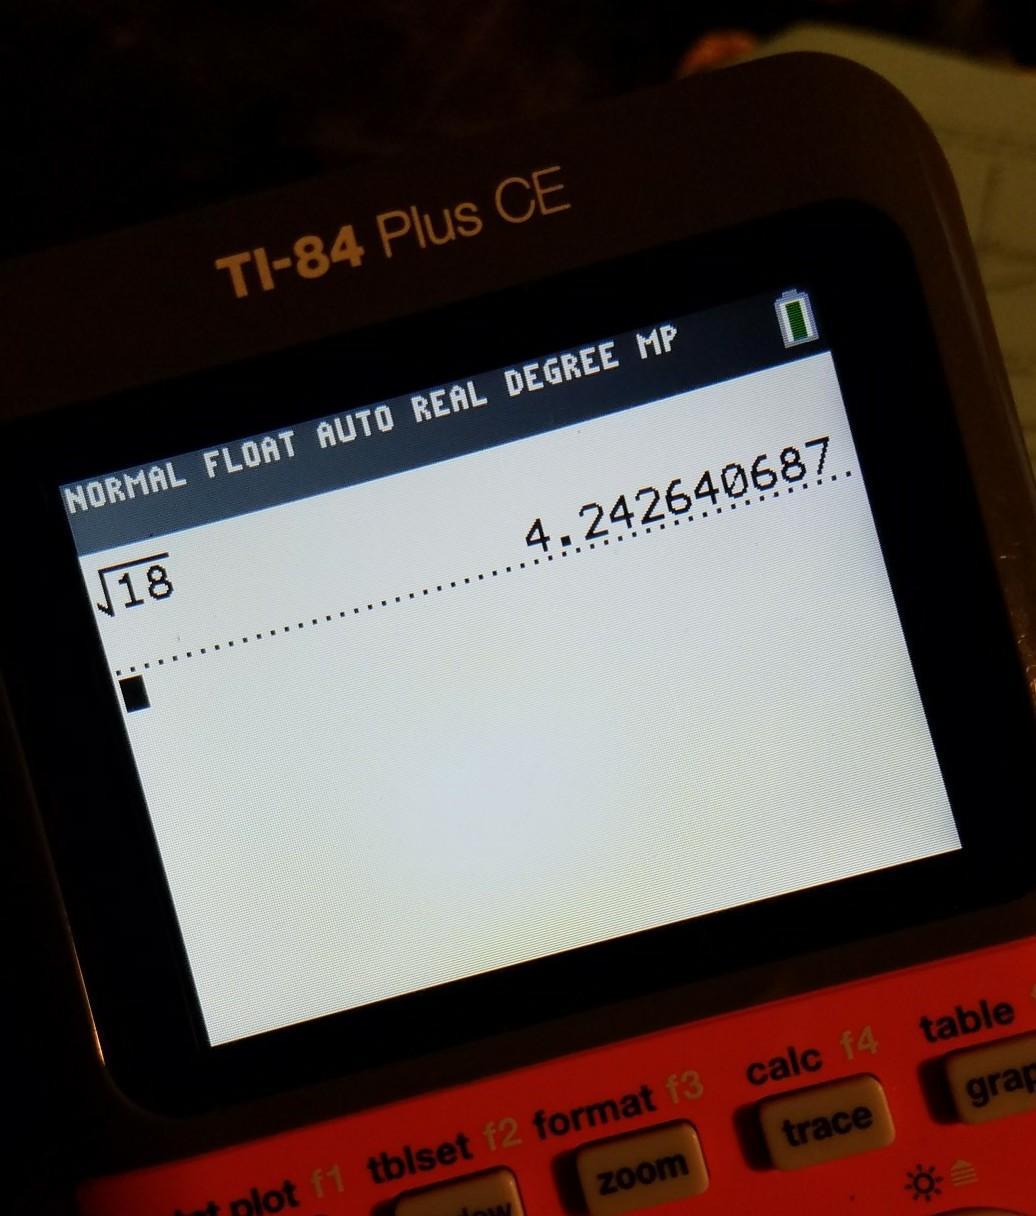 TI-84 Plus CE
NORMAL FLOAT AUTO REAL DEGREE MP
√18
4.242640687
plot f1 tblset f2 format f3 calc f4 table
zoom trace